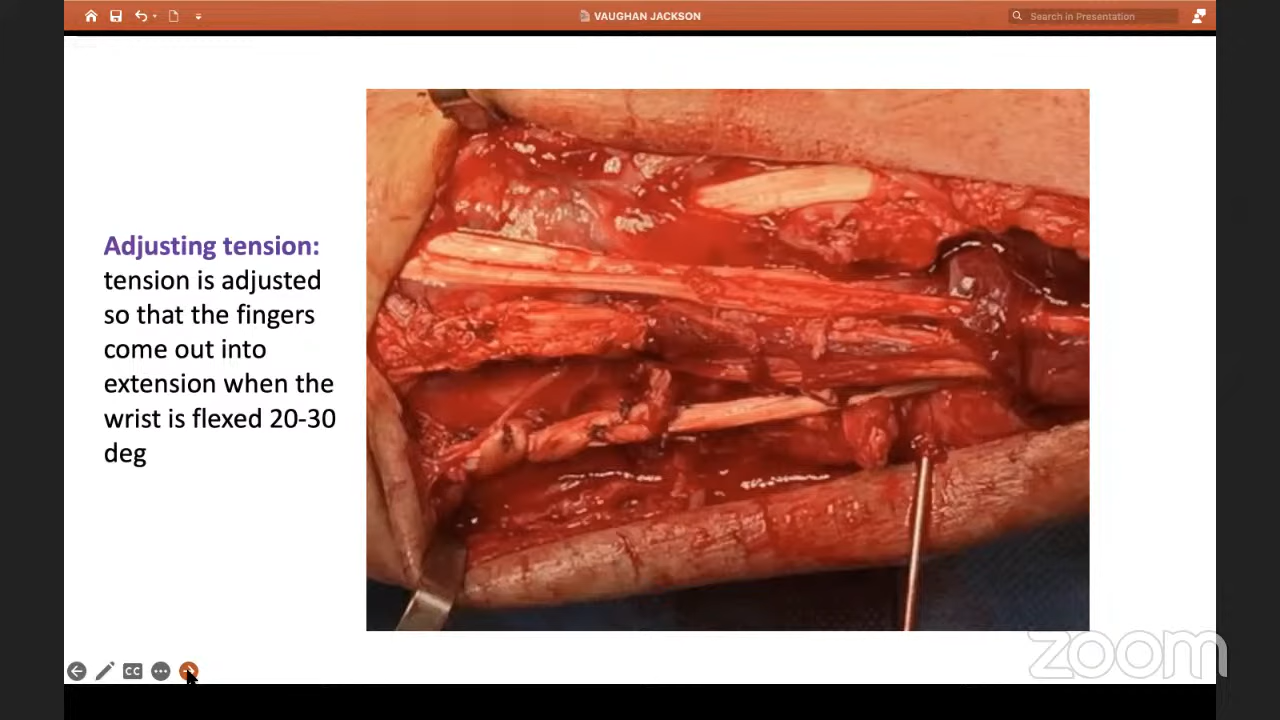 VAUGHAN JACKSON
Search in Presentation
Adjusting tension:
tension is adjusted
so that the fingers
come out into
extension when the
wrist is flexed 20-30
deg
CC
zoom